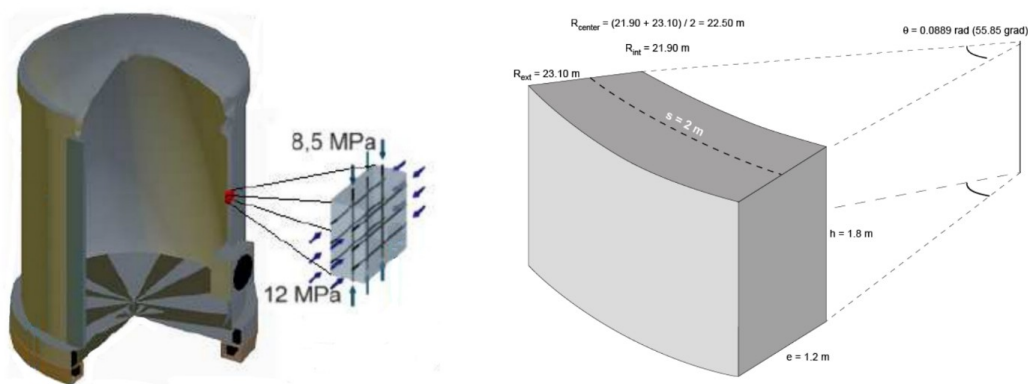 8,5 MPa
12 MPa
R_center = (21.90 + 23.10) / 2 = 22.50 m
R_int = 21.90 m
R_ext = 23.10 m
θ = 0.0889 rad (55.85 grad)
s = 2 m
h = 1.8 m
e = 1.2 m